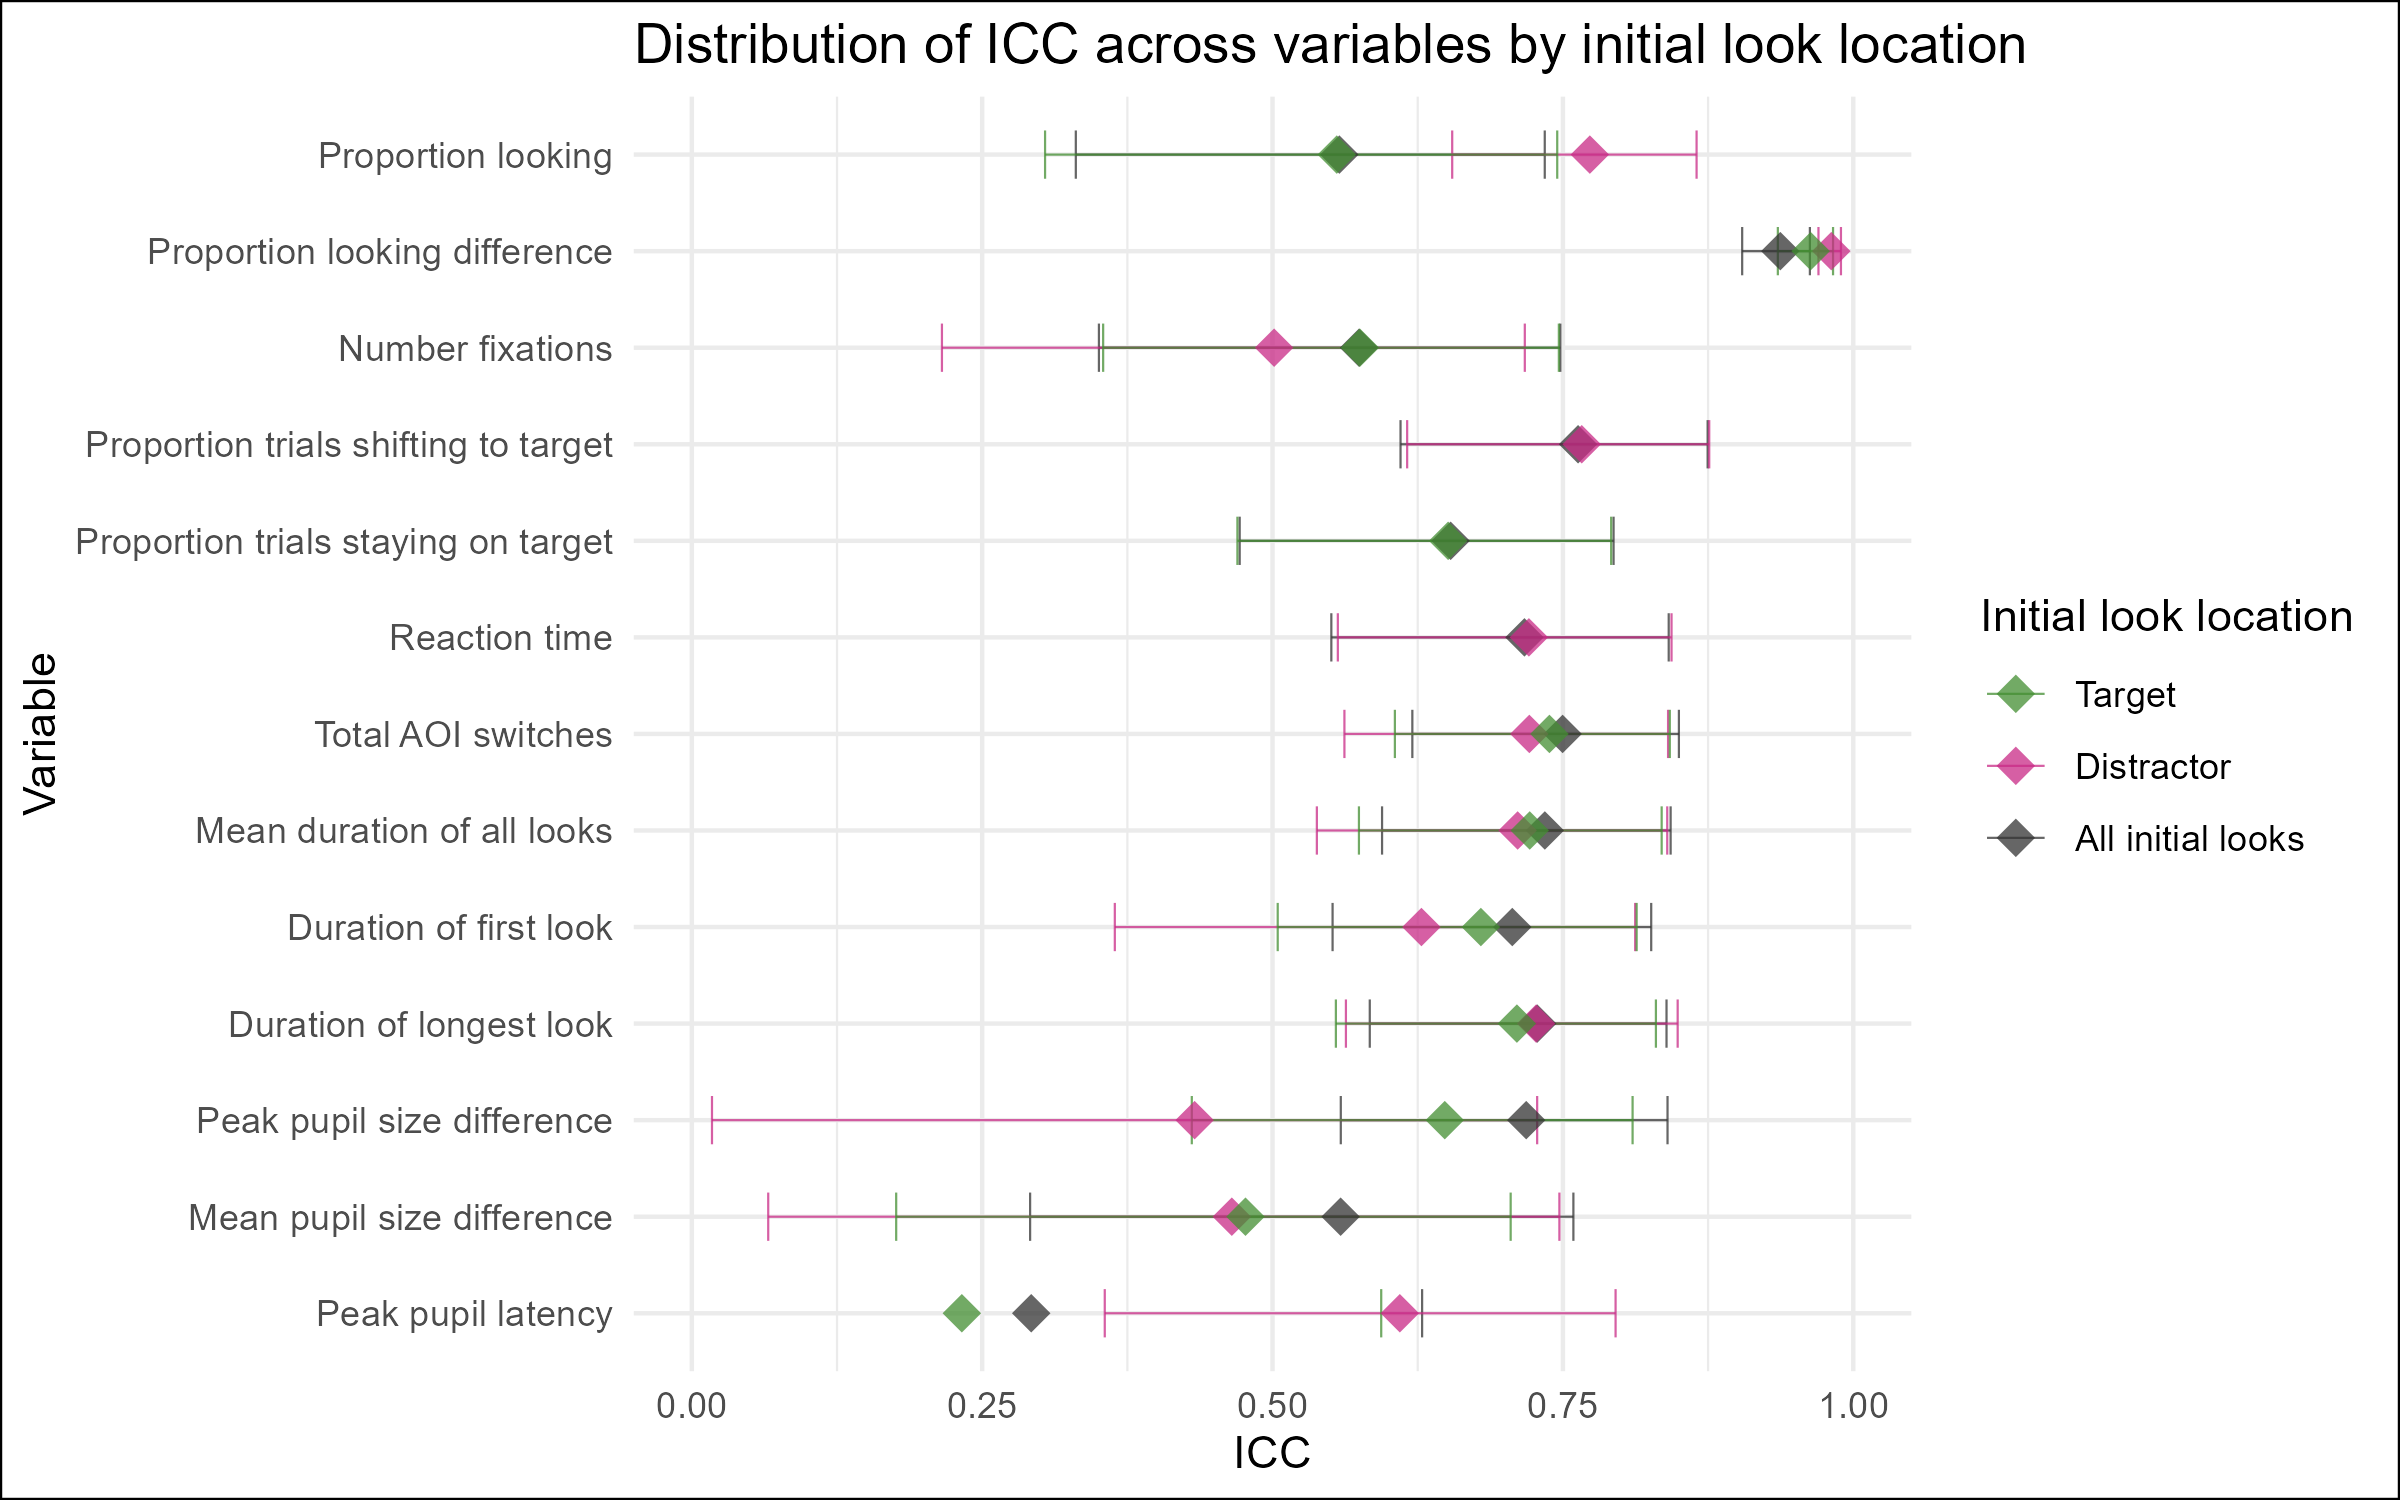 Distribution of ICC across variables by initial look location
Variable
Proportion looking
Proportion looking difference
Number fixations
Proportion trials shifting to target
Proportion trials staying on target
Reaction time
Total AOI switches
Mean duration of all looks
Duration of first look
Duration of longest look
Peak pupil size difference
Mean pupil size difference
Peak pupil latency
0.00 0.25 0.50 0.75 1.00
ICC
Initial look location
Target
Distractor
All initial looks